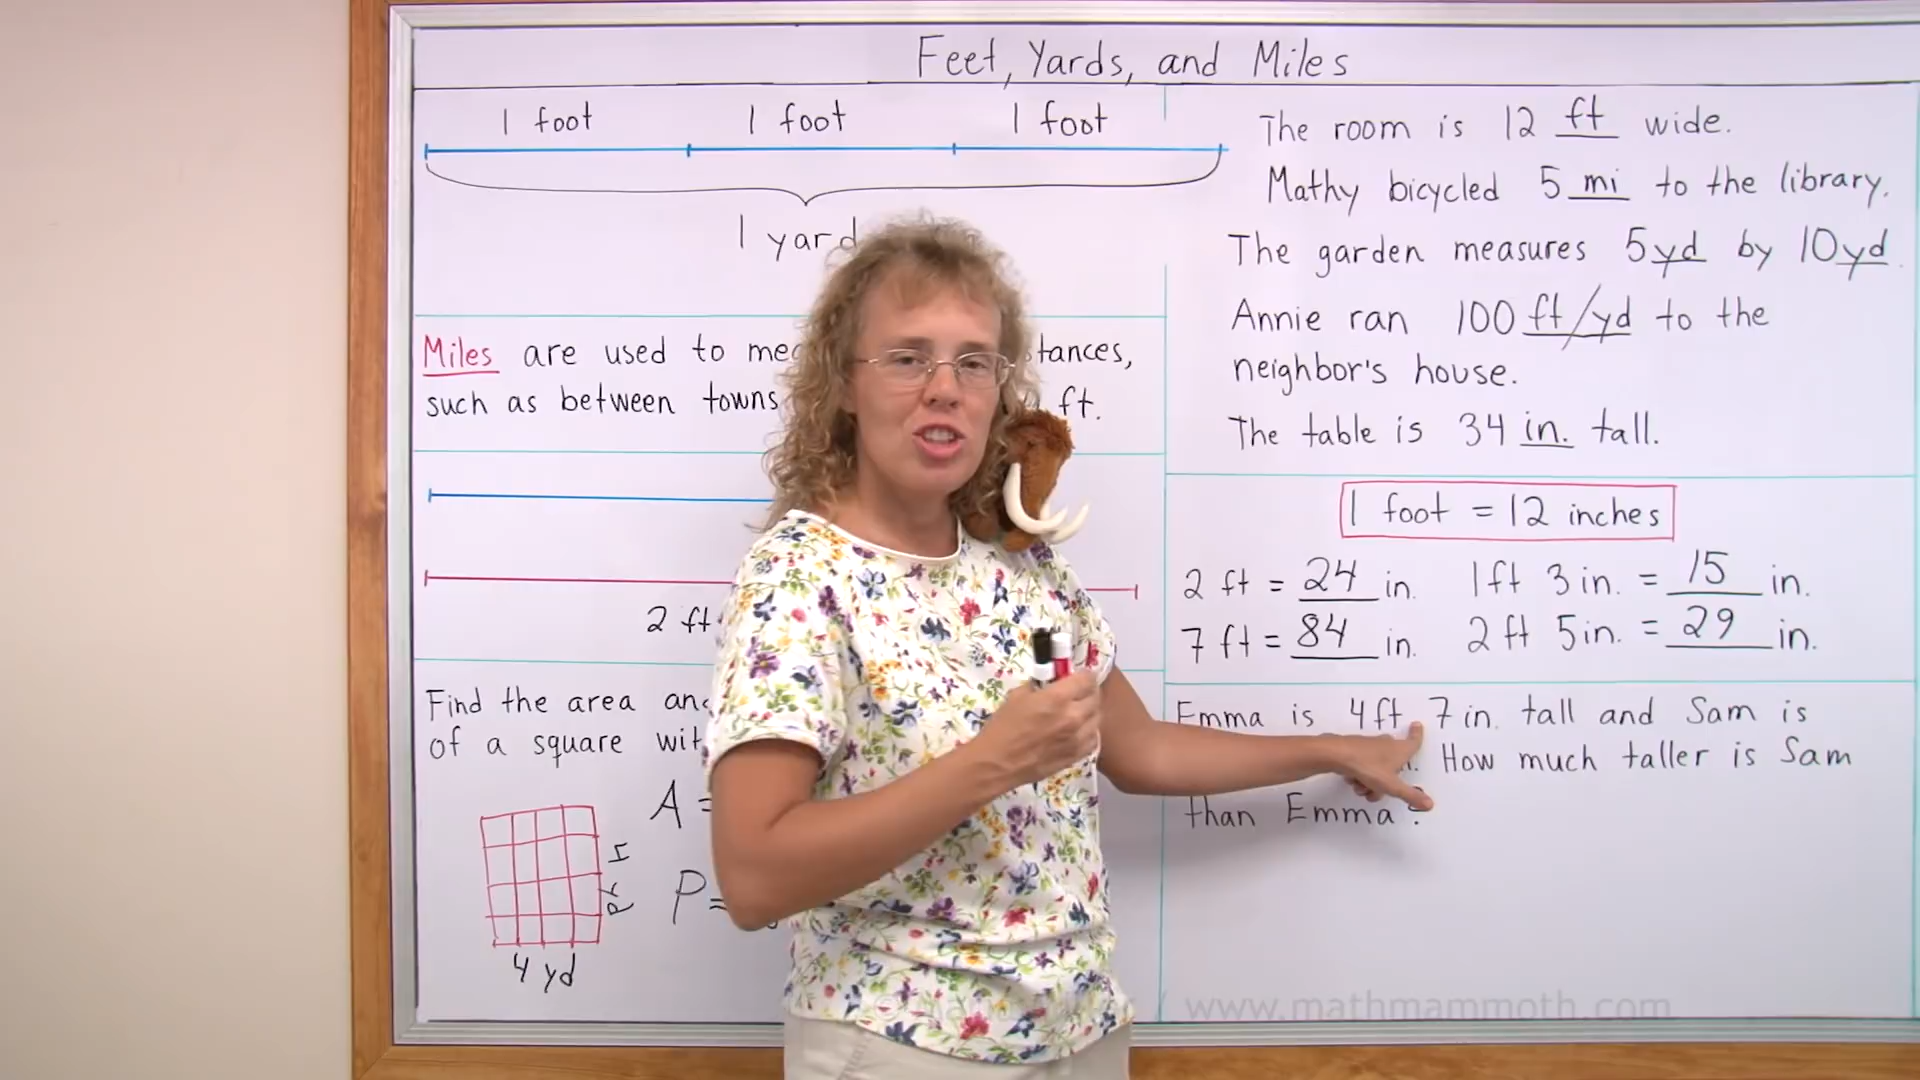 Feet, Yards, and Miles
1 foot 1 foot 1 foot
1 yard
Miles are used to tances,
such as between towns ft.
2 ft
Find the area
of a square
A =
P =
4 yd
The room is 12 ft wide.
Mathy bicycled 5 mi to the library.
The garden measures 5 yd by 10 yd.
Annie ran 100 ft/yd to the
neighbor's house.
The table is 34 in. tall.
1 foot = 12 inches
2 ft = 24 in. 1 ft 3 in. = 15 in.
7 ft = 84 in. 2 ft 5 in. = 29 in.
Emma is 4 ft 7 in. tall and Sam is
How much taller is Sam
than Emma?
/ www.mathmammoth.com